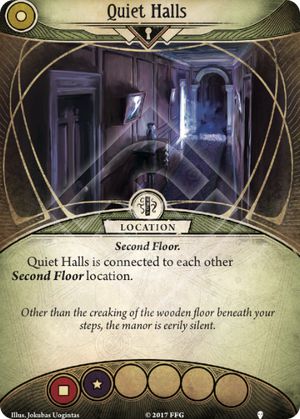 Quiet Halls
LOCATION
Second Floor.
Quiet Halls is connected to each other
Second Floor location.
Other than the creaking of the wooden floor beneath your
steps, the manor is eerily silent.
Illus. Jokubas Uogintas
© 2017 FFG